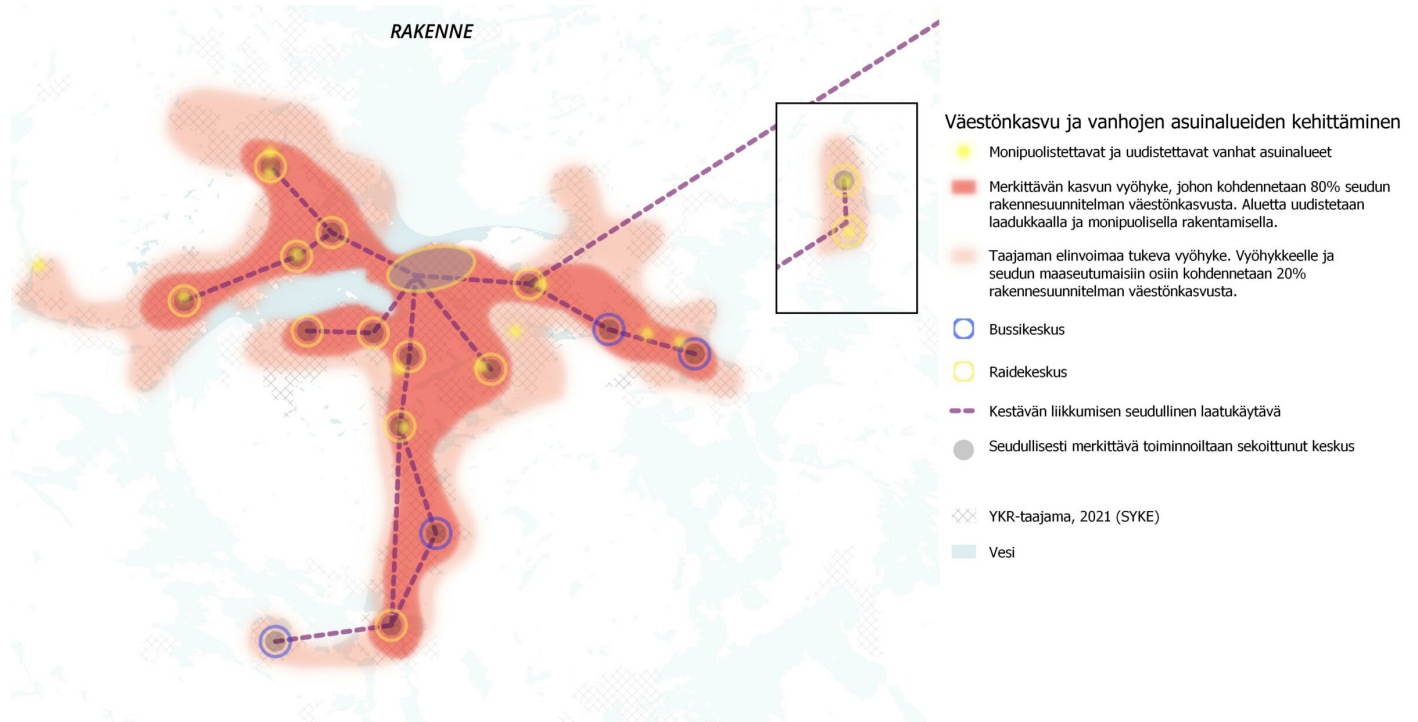 RAKENNE
Väestönkasvu ja vanhojen asuinalueiden kehittäminen
Monipuolistettavat ja uudistettavat vanhat asuinalueet
Merkittävän kasvun vyöhyke, johon kohdennetaan 80% seudun
rakennesuunnitelman väestönkasvusta. Aluetta uudistetaan
laadukkaalla ja monipuolisella rakentamisella.
Taajaman elinvoimaa tukeva vyöhyke. Vyöhykkeelle ja
seudun maaseutumaisiin osiin kohdennetaan 20%
rakennesuunnitelman väestönkasvusta.
Bussikeskus
Raidekeskus
Kestävän liikkumisen seudullinen laatukäytävä
Seudullisesti merkittävä toiminnoiltaan sekoittunut keskus
YKR-taajama, 2021 (SYKE)
Vesi